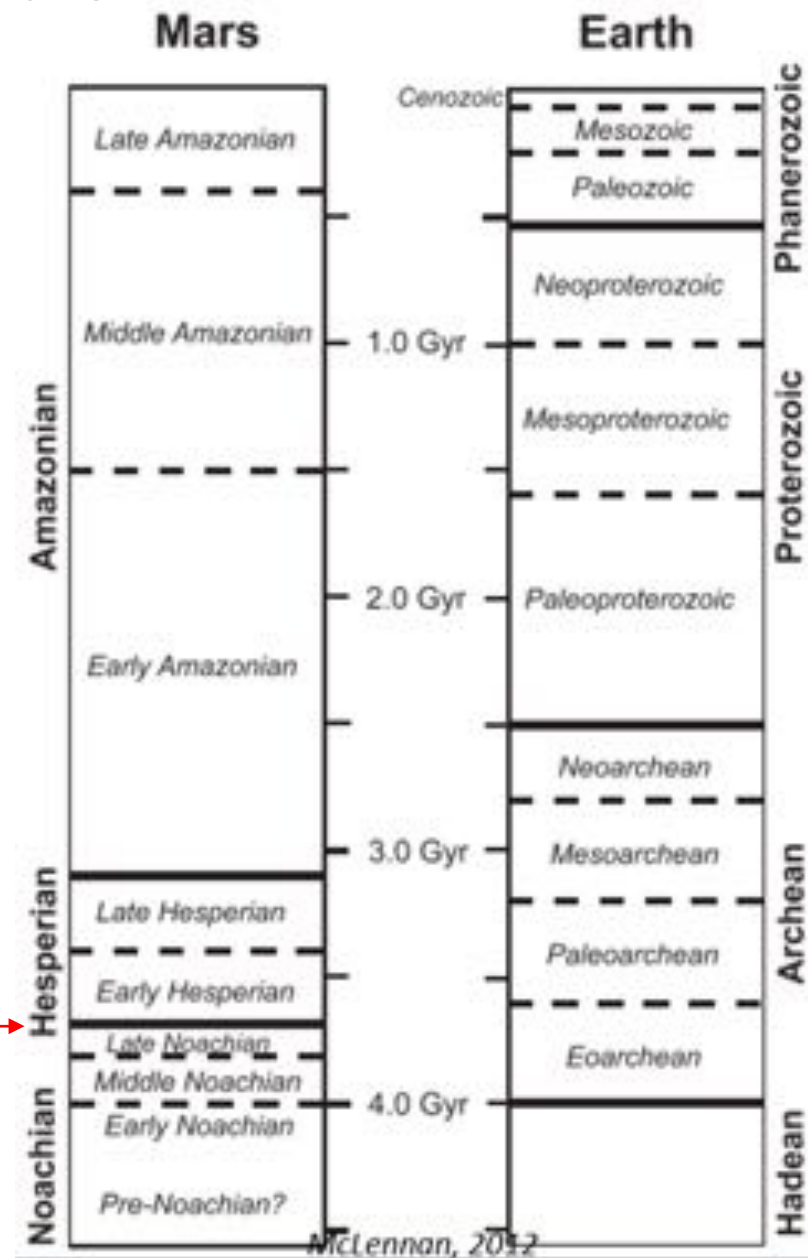 Mars
Earth
Late Amazonian
Middle Amazonian
Early Amazonian
Late Hesperian
Early Hesperian
Late Noachian
Middle Noachian
Early Noachian
Pre-Noachian?
Amazonian
Hesperian
Noachian
1.0 Gyr
2.0 Gyr
3.0 Gyr
4.0 Gyr
Cenozoic
Mesozoic
Paleozoic
Neoproterozoic
Mesoproterozoic
Paleoproterozoic
Neoarchean
Mesoarchean
Paleoarchean
Eoarchean
Phanerozoic
Proterozoic
Archean
Hadean
McLennan, 2012